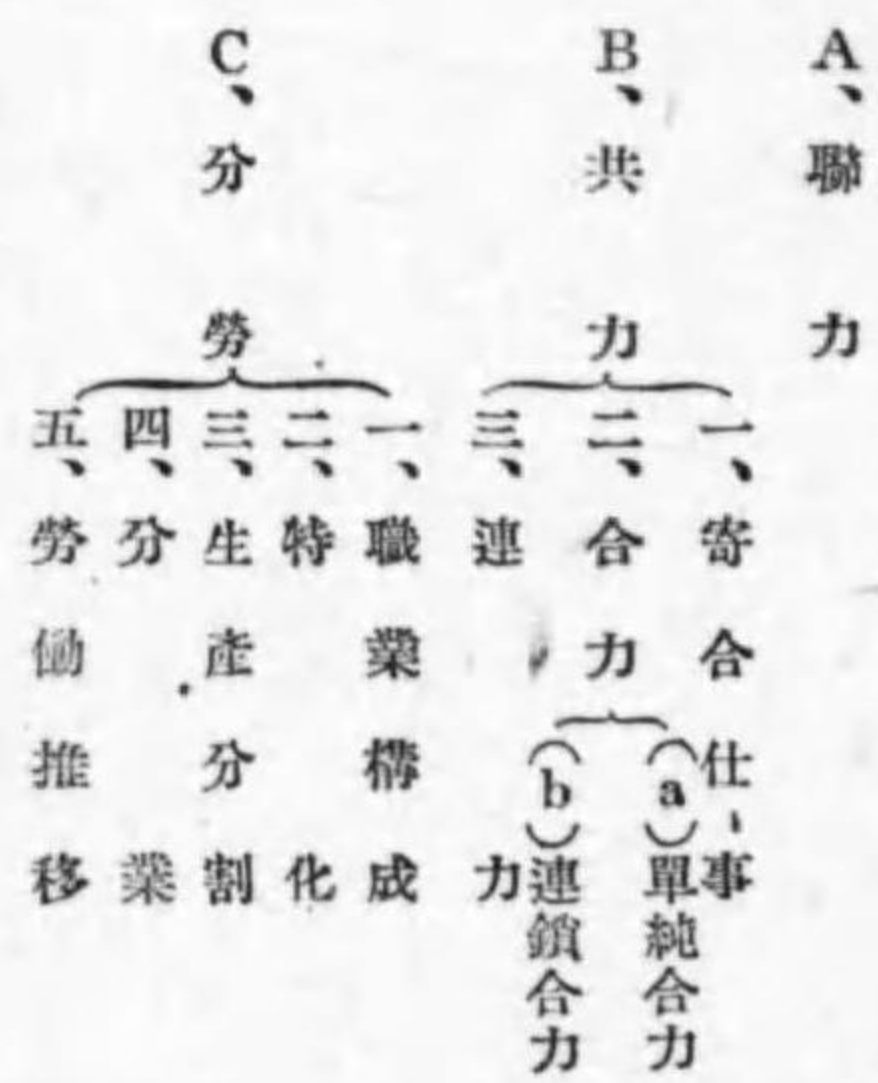 A、聯力
B、共力
一、寄合仕事
二、合力
(a)單純合力
(b)連鎖合力
三、連力
C、分勞
一、職業構成
二、特化
三、生產分割
四、分業
五、勞働推移